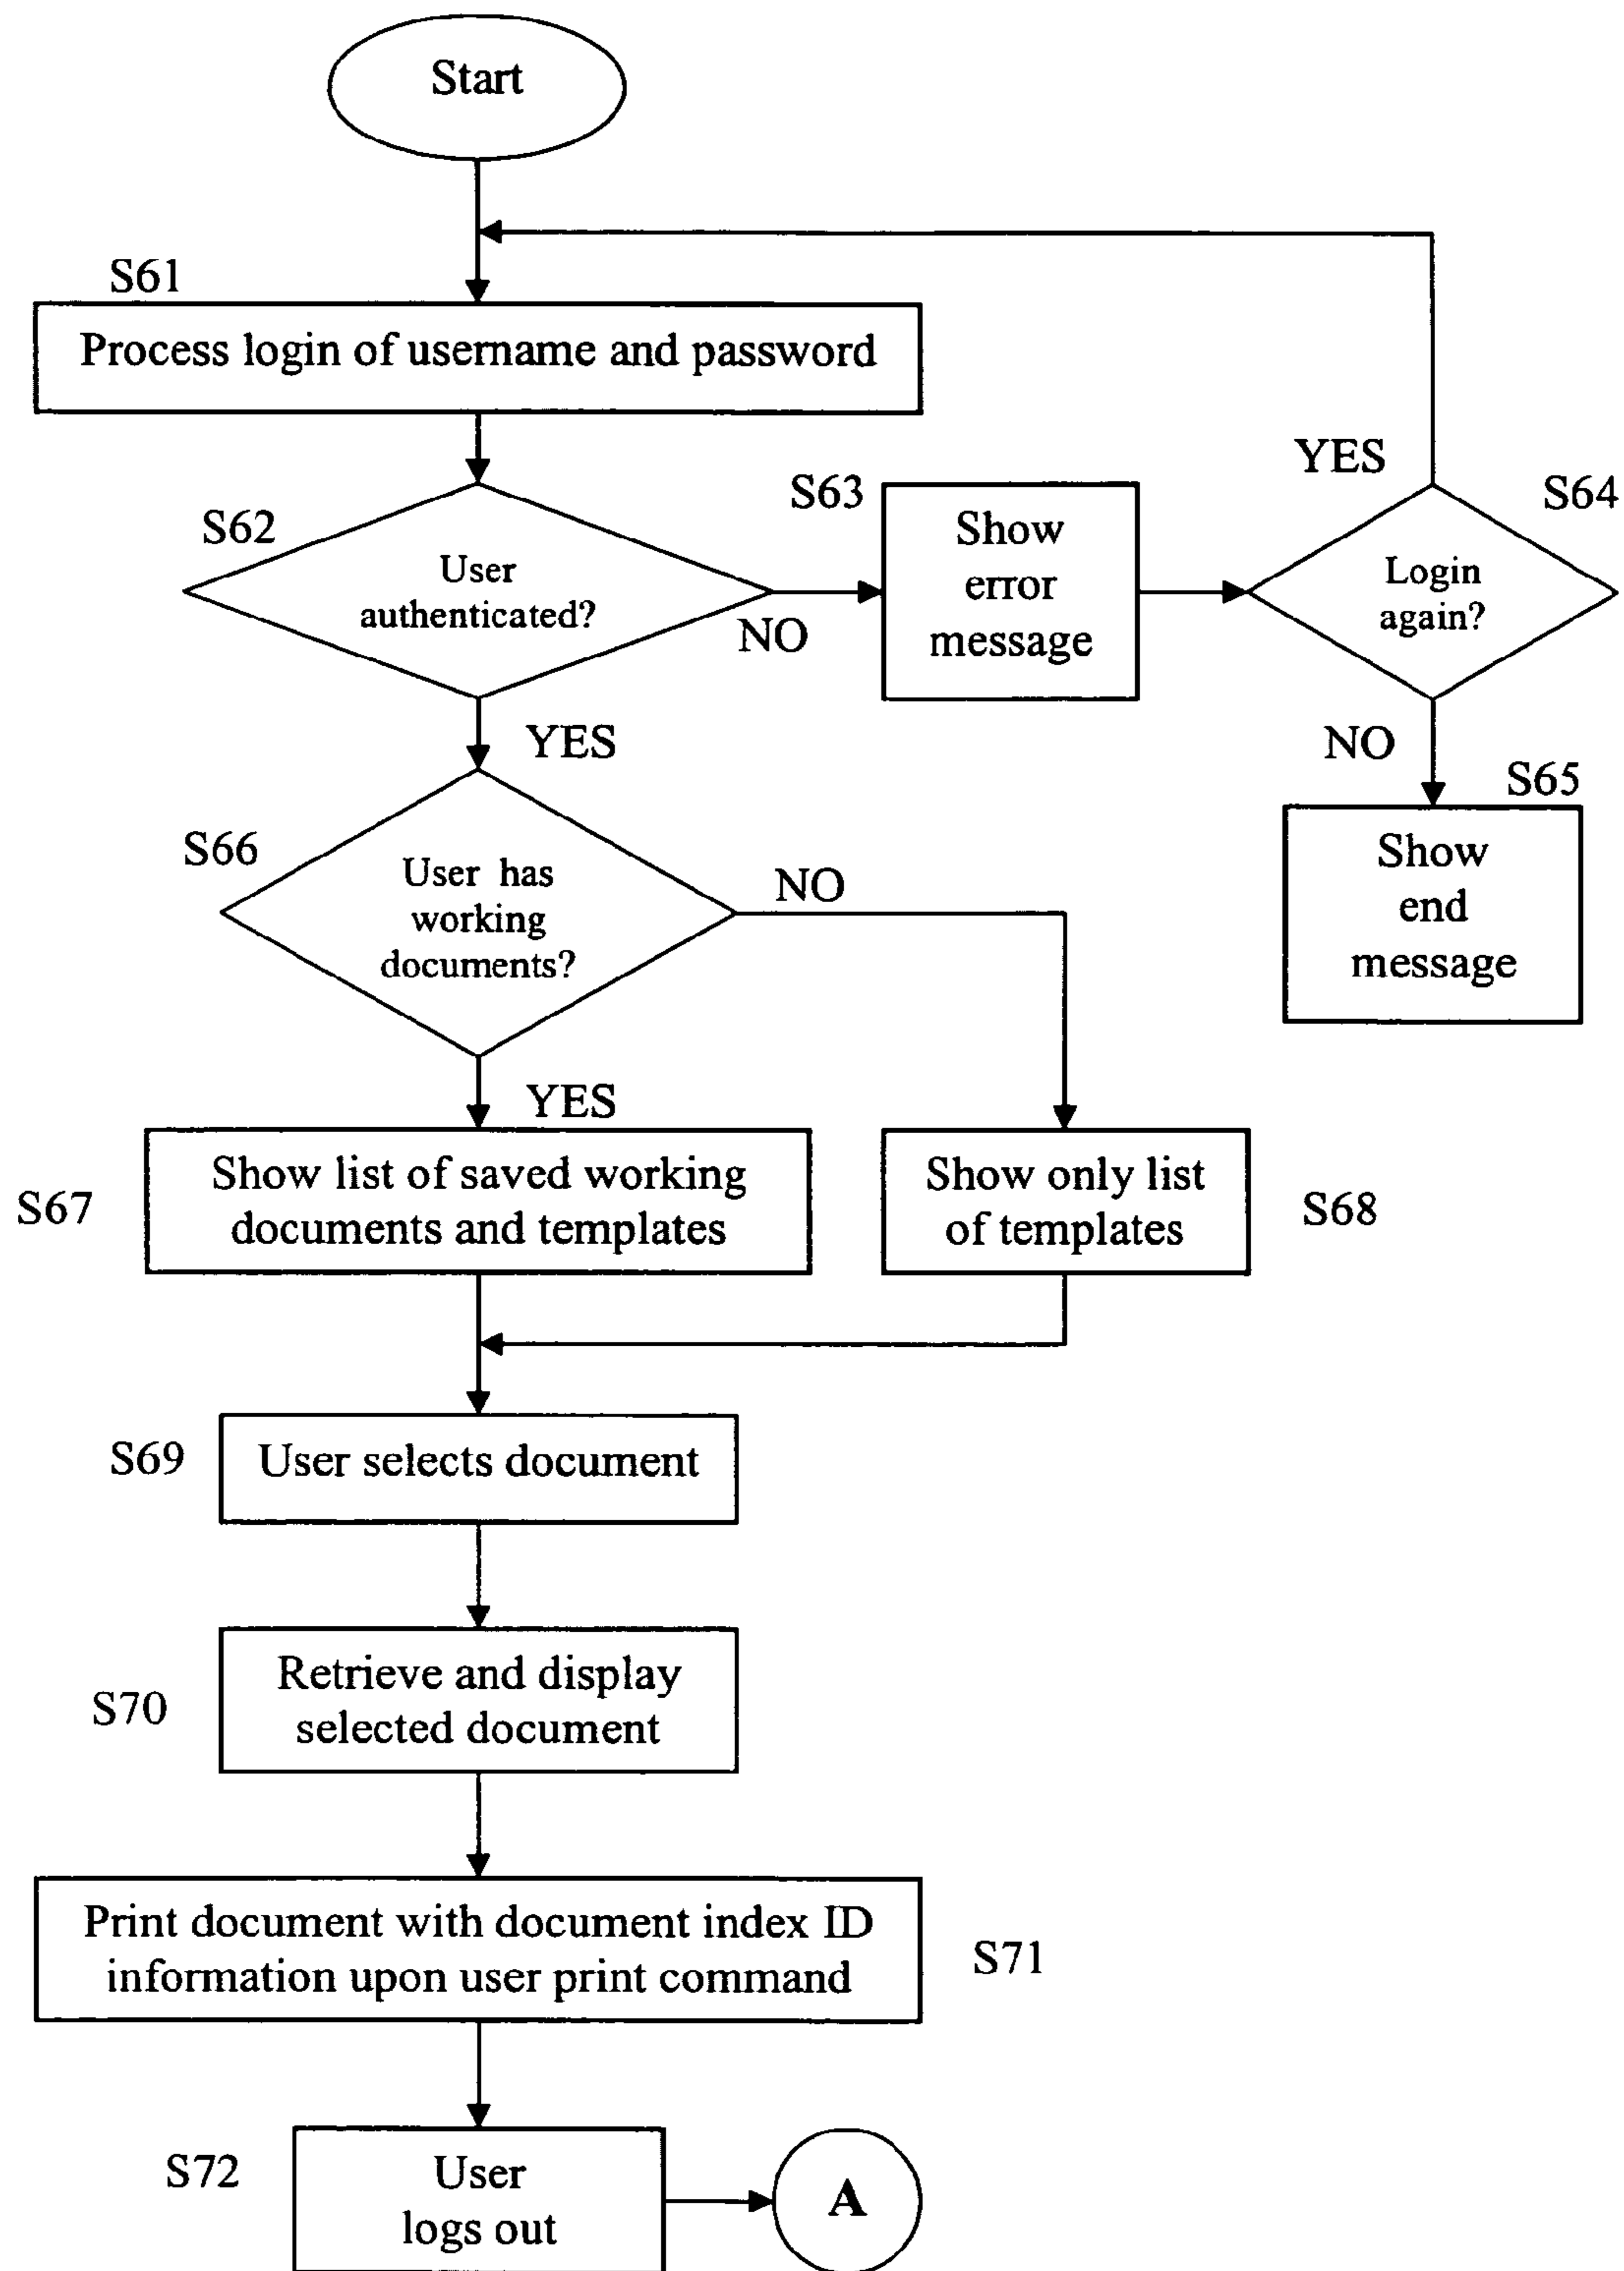 Start
S61
Process login of username and password
S62
User
authenticated?
NO
YES
S63
Show
error
message
YES
S64
Login
again?
NO
S65
Show
end
message
S66
User has
working
documents?
NO
YES
S67
Show list of saved working
documents and templates
Show only list
of templates
S68
S69
User selects document
S70
Retrieve and display
selected document
Print document with document index ID
information upon user print command
S71
S72
User
logs out
A